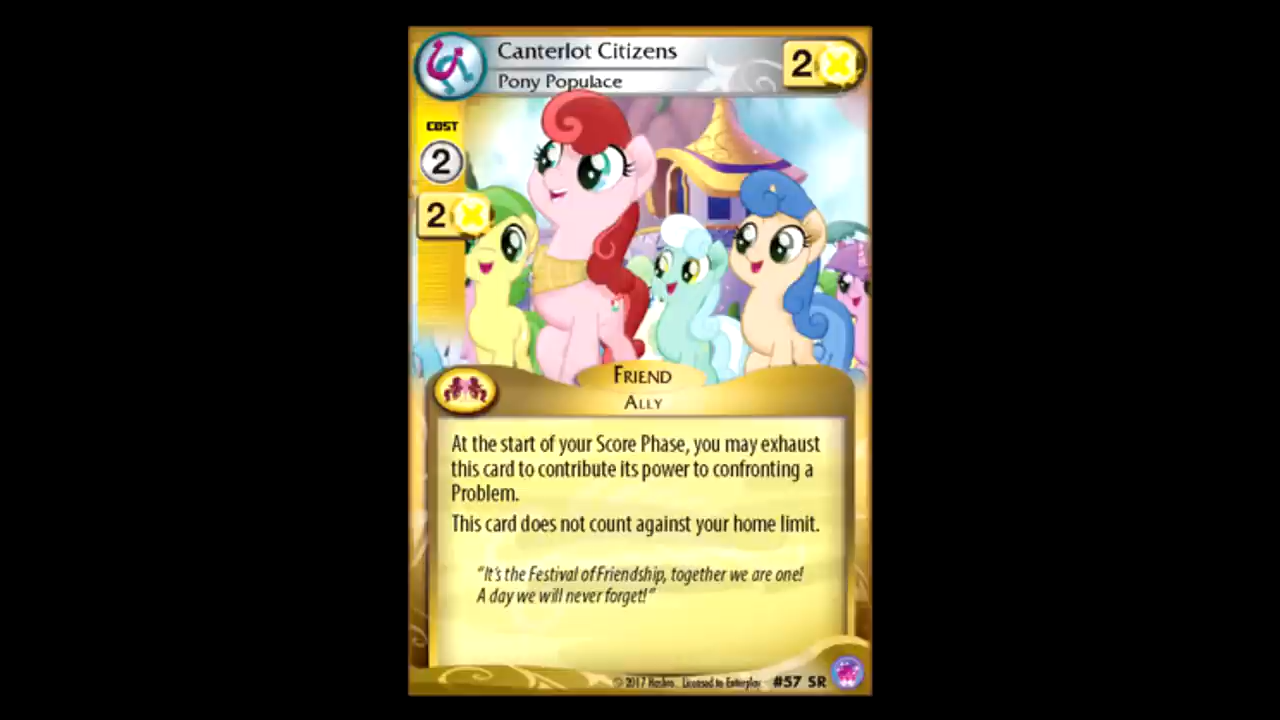 Canterlot Citizens
2
Pony Populace
COST
2
2
FRIEND
ALLY
At the start of your Score Phase, you may exhaust
this card to contribute its power to confronting a
Problem.
This card does not count against your home limit.
“It's the Festival of Friendship, together we are one!
A day we will never forget!”
© 2017 Hasbro. Licensed to Enterplay. #57 SR